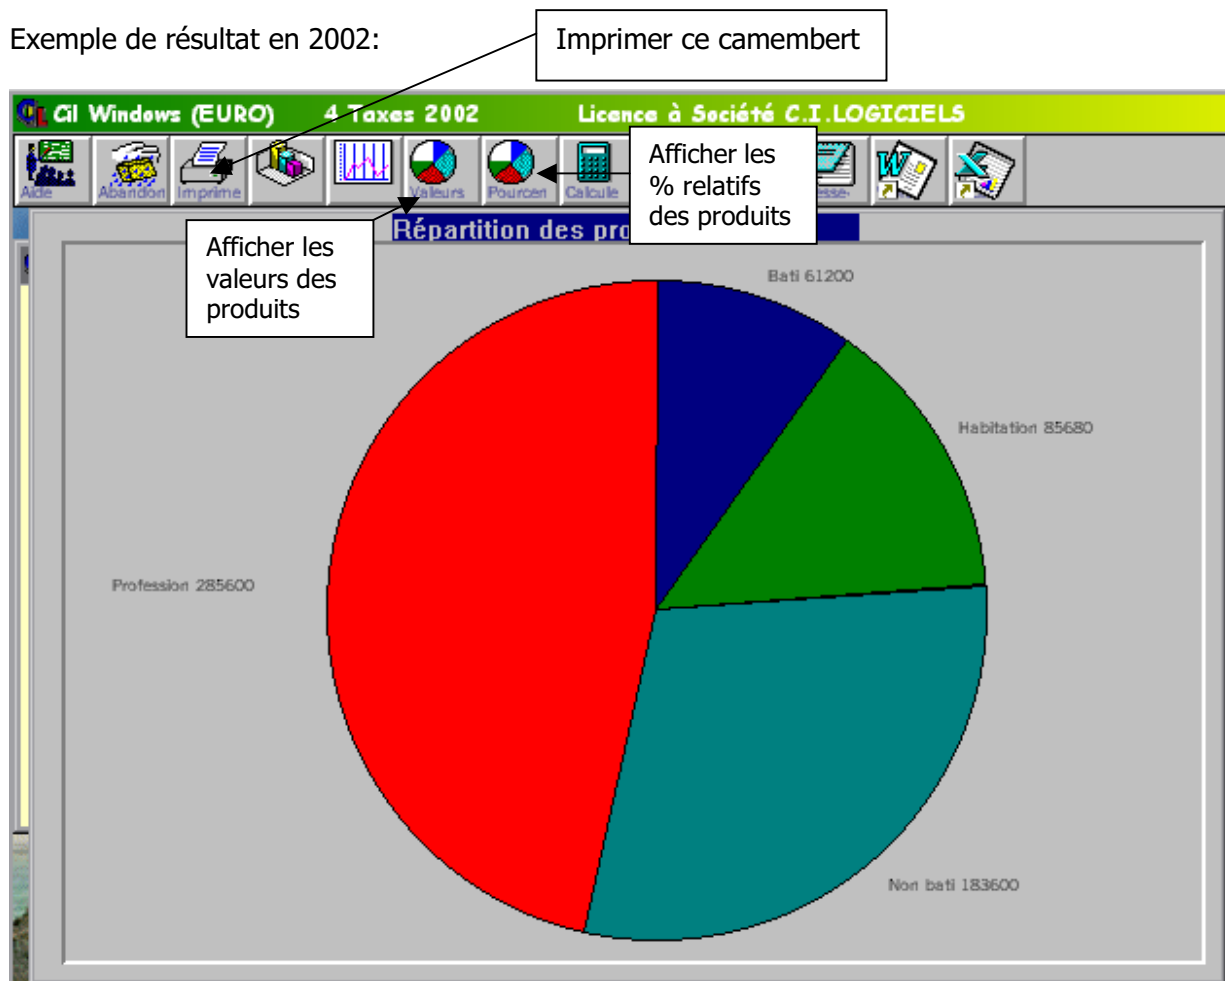 Exemple de résultat en 2002:
Imprimer ce camembert
Cil Windows (EURO) 4 Taxes 2002 Licence à Société C.I.LOGICIELS
Aide Abandon Imprime Valeurs Pourcen Calcule
Afficher les
% relatifs
des produits
Répartition des pro
Afficher les
valeurs des
produits
Bati 61200
Habitation 85680
Profession 285600
Non bati 183600